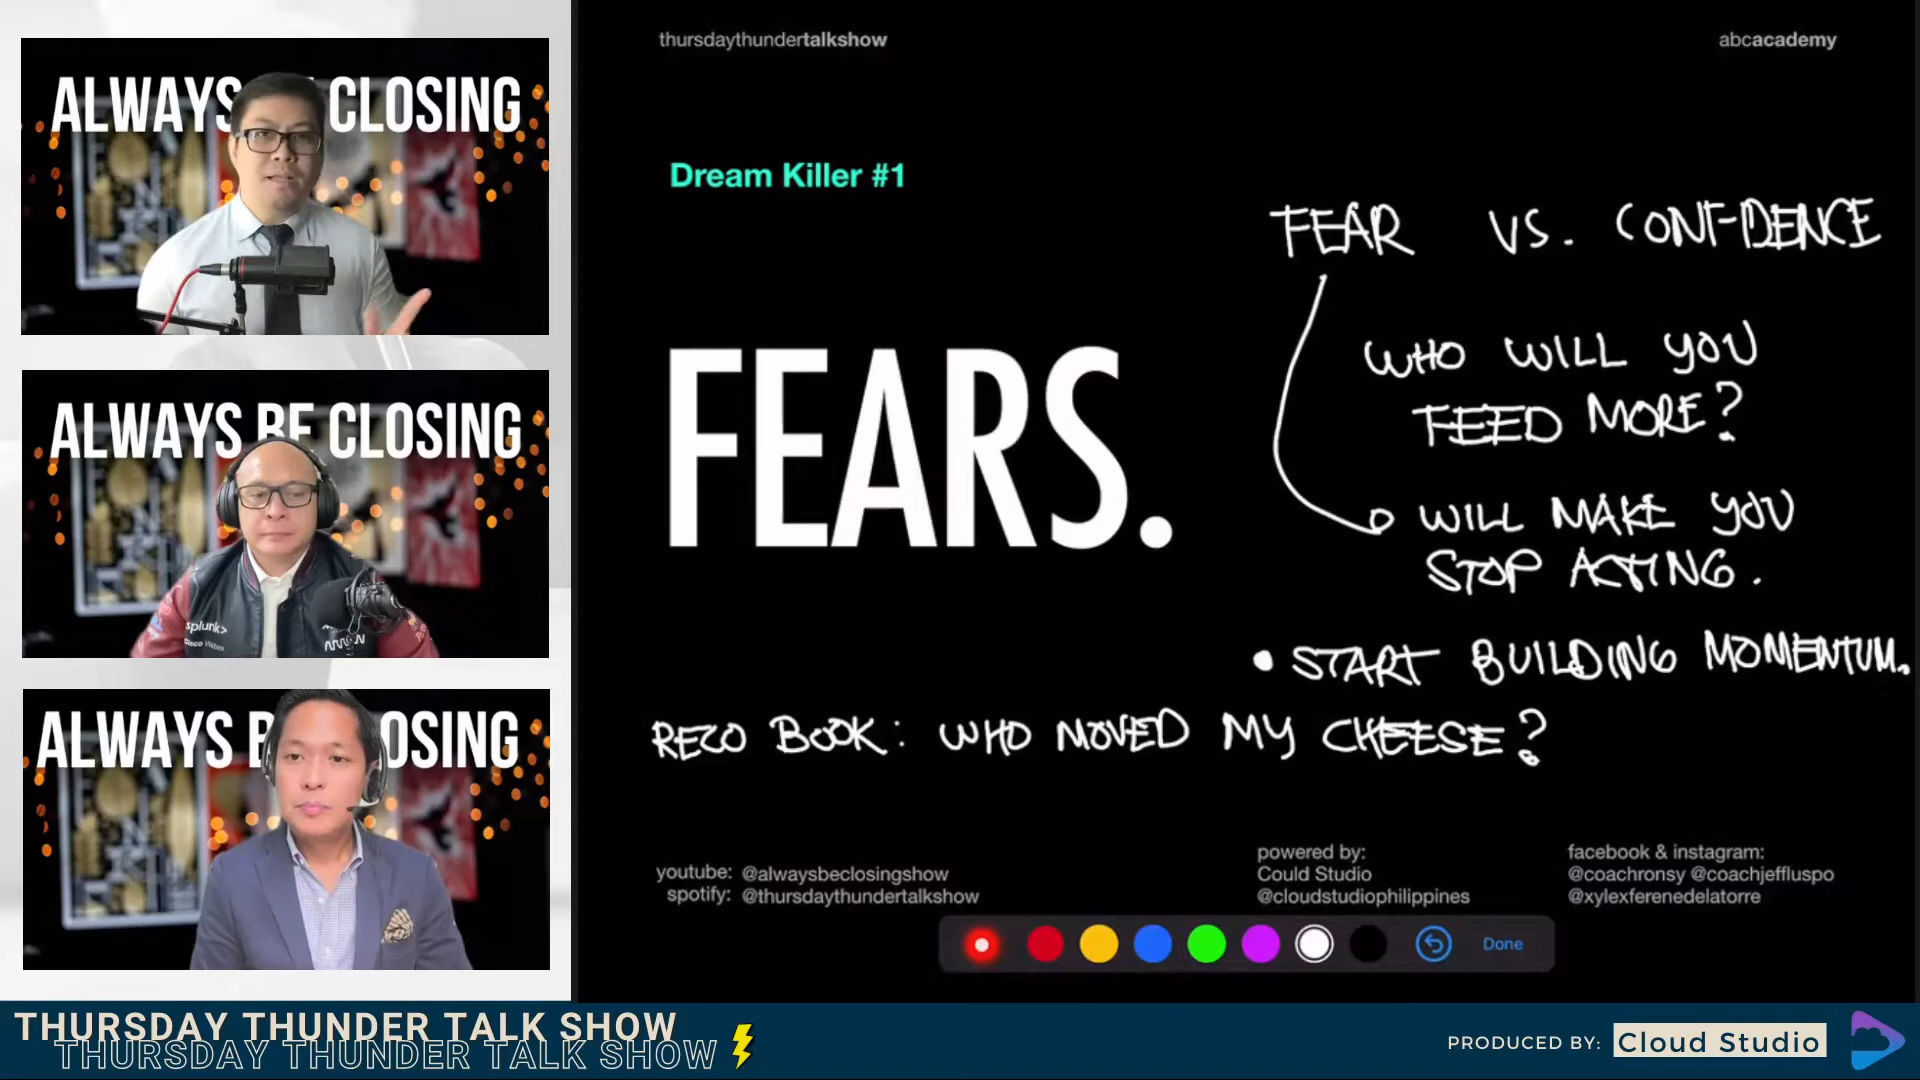 ALWAYS CLOSING
ALWAYS BE CLOSING
splunk>
ALWAYS B CLOSING
thursdaythundertalkshow
abcacademy
Dream Killer #1
FEARS.
FEAR VS. CONFIDENCE
WHO WILL YOU
FEED MORE?
WILL MAKE YOU
STOP ACTING.
• START BUILDING MOMENTUM.
RECO BOOK: WHO MOVED MY CHEESE?
youtube: @alwaysbeclosingshow
spotify: @thursdaythundertalkshow
powered by:
Could Studio
@cloudstudiophilippines
facebook & instagram:
@coachronsy @coachjeffluspo
@xylexferenedelatorre
Done
THURSDAY THUNDER TALK SHOW
THURSDAY THUNDER TALK SHOW
PRODUCED BY: Cloud Studio